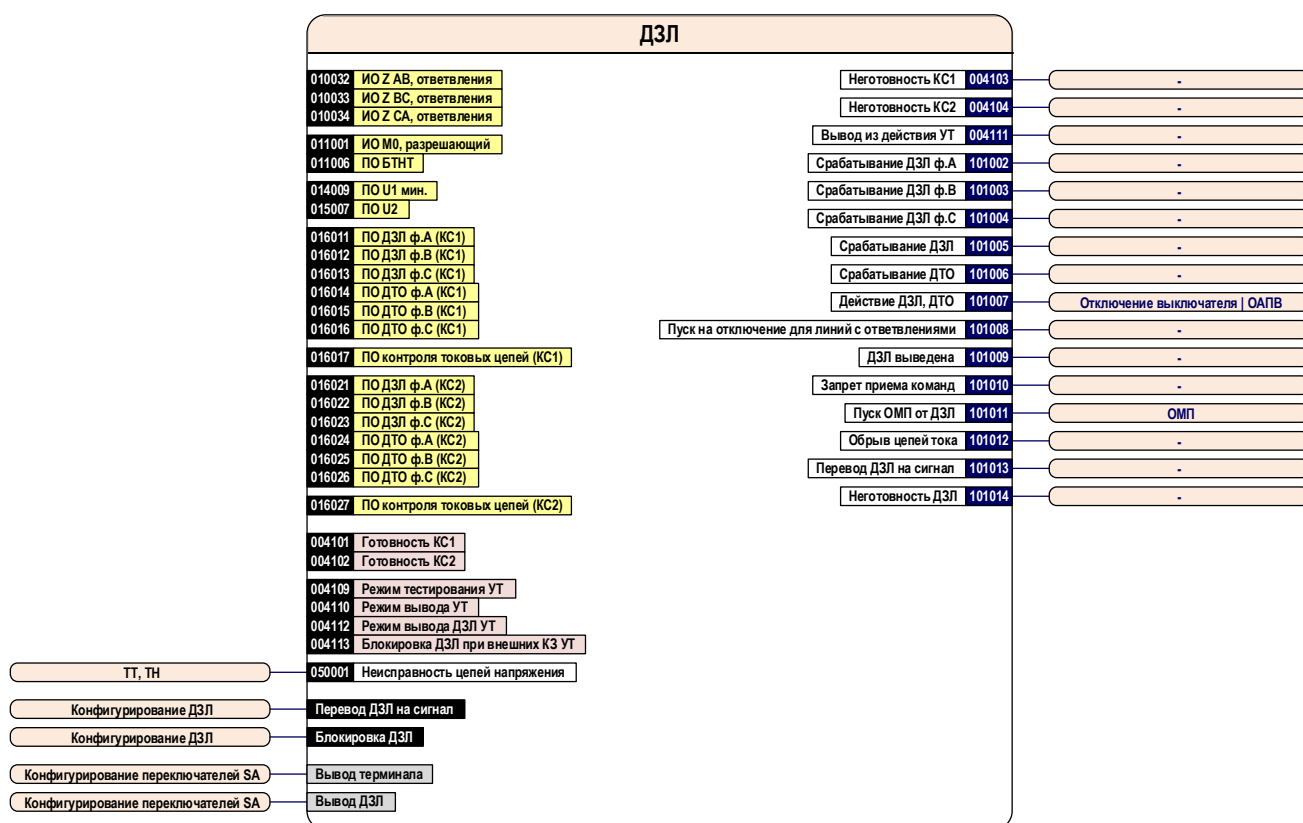 ДЗЛ
010032 ИО Z AB, ответвления
010033 ИО Z BC, ответвления
010034 ИО Z CA, ответвления
011001 ИО М0, разрешающий
011006 ПО БТНТ
014009 ПО U1 мин.
015007 ПО U2
016011 ПО ДЗЛ ф.А (КС1)
016012 ПО ДЗЛ ф.В (КС1)
016013 ПО ДЗЛ ф.С (КС1)
016014 ПО ДТО ф.А (КС1)
016015 ПО ДТО ф.В (КС1)
016016 ПО ДТО ф.С (КС1)
016017 ПО контроля токовых цепей (КС1)
016021 ПО ДЗЛ ф.А (КС2)
016022 ПО ДЗЛ ф.В (КС2)
016023 ПО ДЗЛ ф.С (КС2)
016024 ПО ДТО ф.А (КС2)
016025 ПО ДТО ф.В (КС2)
016026 ПО ДТО ф.С (КС2)
016027 ПО контроля токовых цепей (КС2)
004101 Готовность КС1
004102 Готовность КС2
004109 Режим тестирования УТ
004110 Режим вывода УТ
004112 Режим вывода ДЗЛ УТ
004113 Блокировка ДЗЛ при внешних КЗ УТ
ТТ, ТН 050001 Неисправность цепей напряжения
Конфигурирование ДЗЛ Перевод ДЗЛ на сигнал
Конфигурирование ДЗЛ Блокировка ДЗЛ
Конфигурирование переключателей SA Вывод терминала
Конфигурирование переключателей SA Вывод ДЗЛ
Неготовность КС1 004103 -
Неготовность КС2 004104 -
Вывод из действия УТ 004111 -
Срабатывание ДЗЛ ф.А 101002 -
Срабатывание ДЗЛ ф.В 101003 -
Срабатывание ДЗЛ ф.С 101004 -
Срабатывание ДЗЛ 101005 -
Срабатывание ДТО 101006 -
Действие ДЗЛ, ДТО 101007 Отключение выключателя | ОАПВ
Пуск на отключение для линий с ответвлениями 101008 -
ДЗЛ выведена 101009 -
Запрет приема команд 101010 -
Пуск ОМП от ДЗЛ 101011 ОМП
Обрыв цепей тока 101012 -
Перевод ДЗЛ на сигнал 101013 -
Неготовность ДЗЛ 101014 -